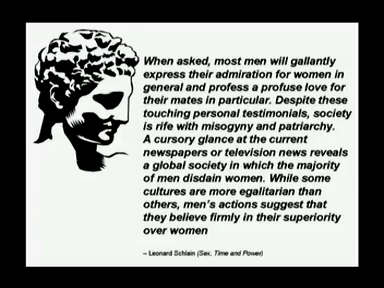 When asked, most men will gallantly
express their admiration for women in
general and profess a profuse love for
their mates in particular. Despite these
touching personal testimonials, society
is rife with misogyny and patriarchy.
A cursory glance at the current
newspapers or television news reveals
a global society in which the majority
of men disdain women. While some
cultures are more egalitarian than
others, men's actions suggest that
they believe firmly in their superiority
over women
– Leonard Schlain (Sex, Time and Power)